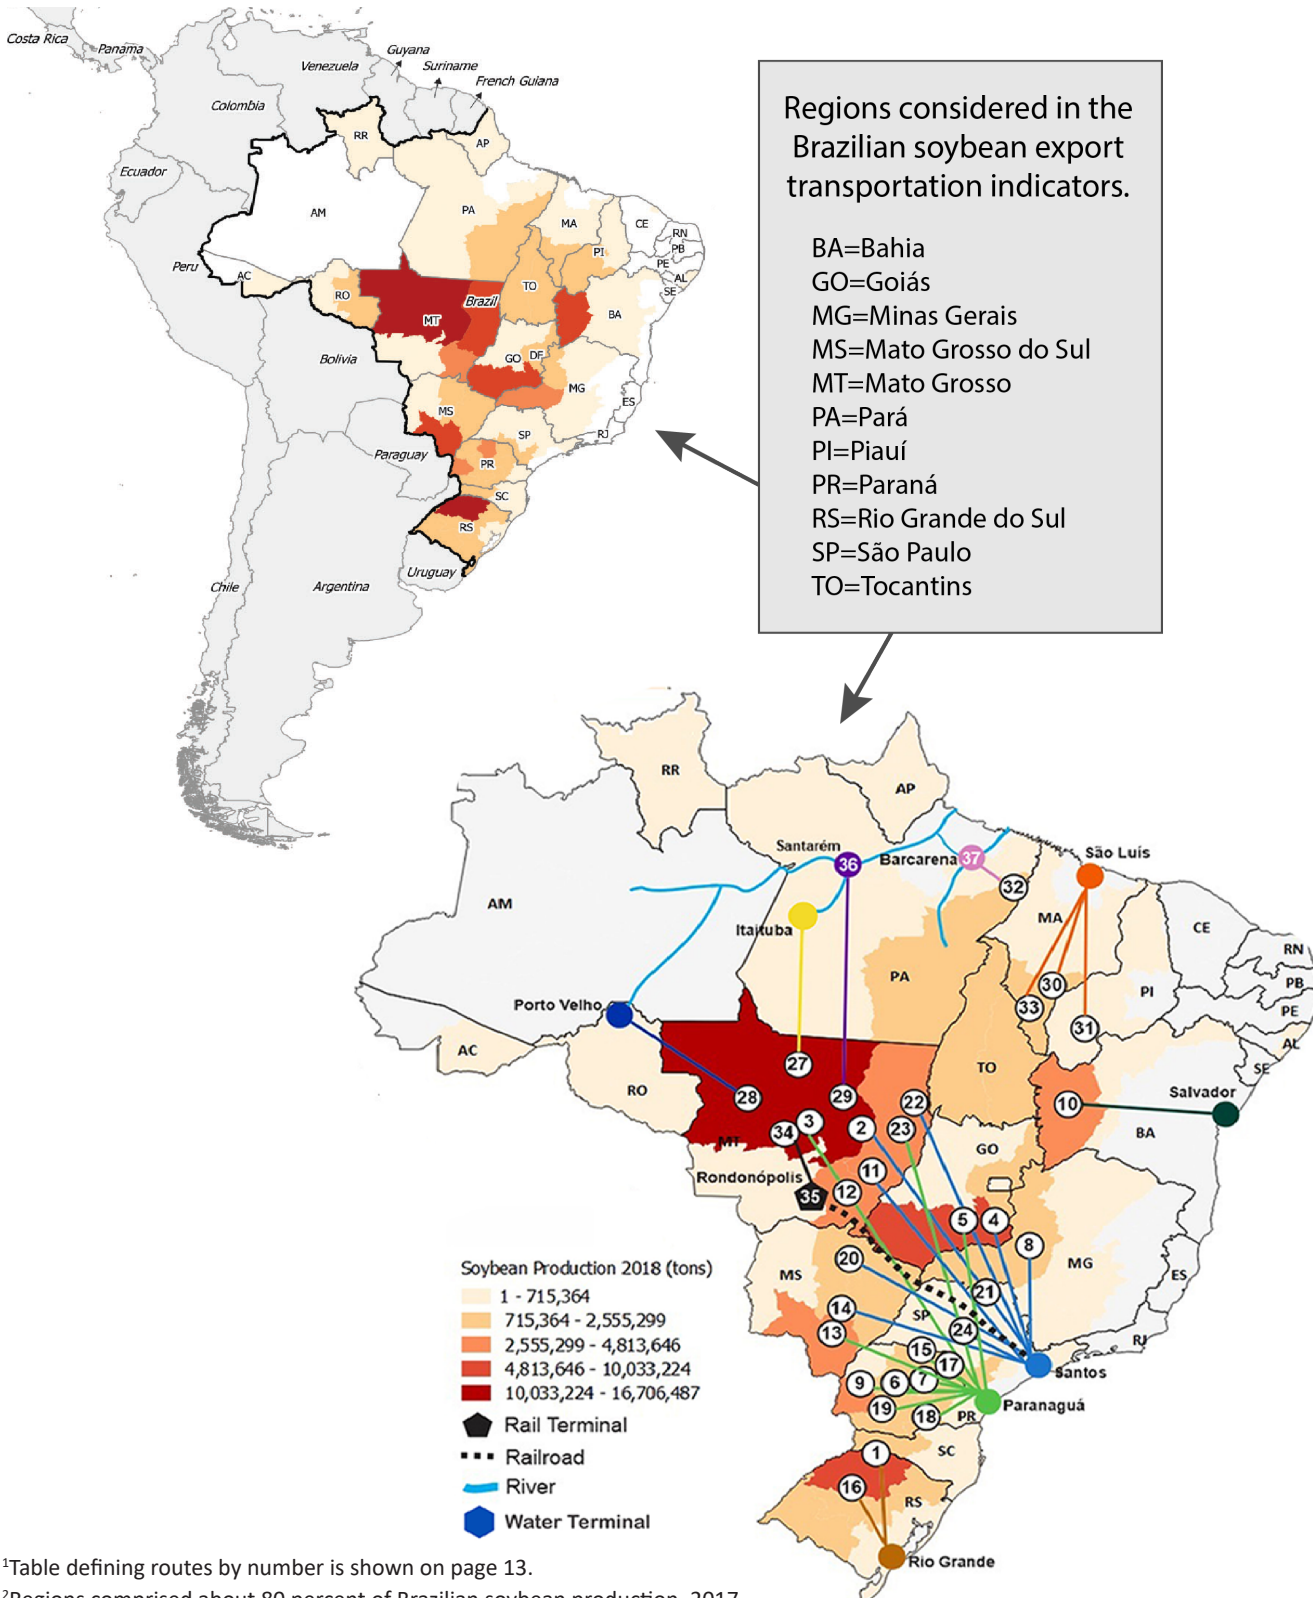 Costa Rica
Panama
Venezuela
Guyana
Suriname
French Guiana
Colombia
Ecuador
Peru
Brazil
Bolivia
Paraguay
Chile
Argentina
Uruguay
RR
AP
AM
PA
MA
CE
RN
PB
PE
AL
SE
PI
AC
RO
TO
BA
MT
GO
DF
MG
ES
MS
SP
RJ
PR
SC
RS
Regions considered in the
Brazilian soybean export
transportation indicators.
BA=Bahia
GO=Goiás
MG=Minas Gerais
MS=Mato Grosso do Sul
MT=Mato Grosso
PA=Pará
PI=Piauí
PR=Paraná
RS=Rio Grande do Sul
SP=São Paulo
TO=Tocantins
RR
AP
Santarém
36
Barcarena
37
São Luís
32
AM
Itaituba
MA
CE
RN
PA
30
PI
PB
Porto Velho
33
PE
31
AL
AC
27
TO
SE
RO
28
29
22
10
Salvador
34
3
2
23
BA
MT
GO
11
Rondonópolis
35
12
5
4
8
20
MG
MS
ES
21
14
SP
24
RJ
13
15
17
Santos
9
6
7
19
18
PR
Paranaguá
1
SC
16
RS
Rio Grande
Soybean Production 2018 (tons)
1 - 715,364
715,364 - 2,555,299
2,555,299 - 4,813,646
4,813,646 - 10,033,224
10,033,224 - 16,706,487
Rail Terminal
Railroad
River
Water Terminal
¹Table defining routes by number is shown on page 13.
²Regions comprised about 80 percent of Brazilian soybean production, 2017